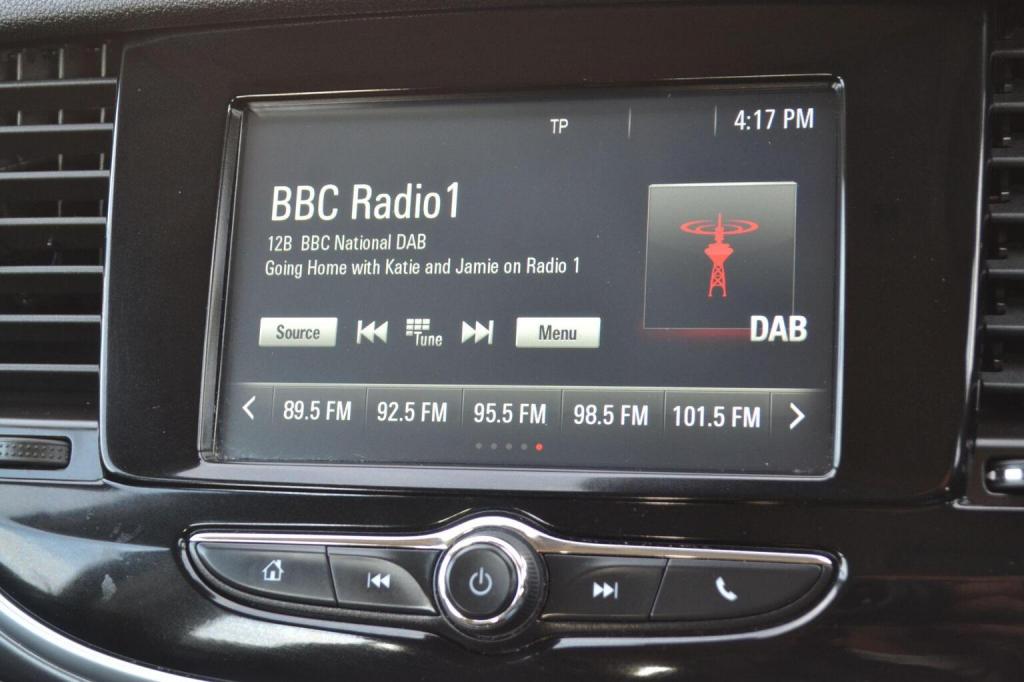 TP
4:17 PM
BBC Radio1
12B BBC National DAB
Going Home with Katie and Jamie on Radio 1
Source
Tune
Menu
DAB
89.5 FM
92.5 FM
95.5 FM
98.5 FM
101.5 FM